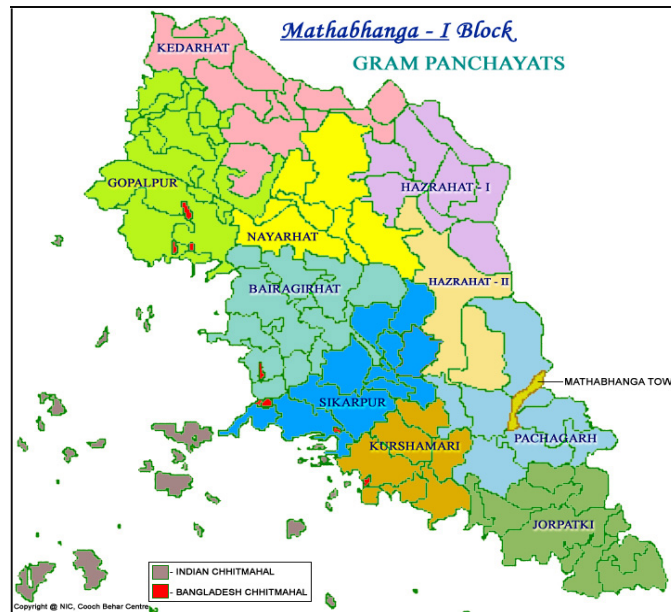 Mathabhanga - I Block
KEDARHAT
GRAM PANCHAYATS
GOPALPUR
HAZRAHAT - I
NAYARHAT
HAZRAHAT - II
BAIRAGIRHAT
MATHABHANGA TOW
SIKARPUR
PACHAGARH
KURSHAMARI
JORPATKI
- INDIAN CHHITMAHAL
- BANGLADESH CHHITMAHAL
Copyright @ NIC, Cooch Behar Centre